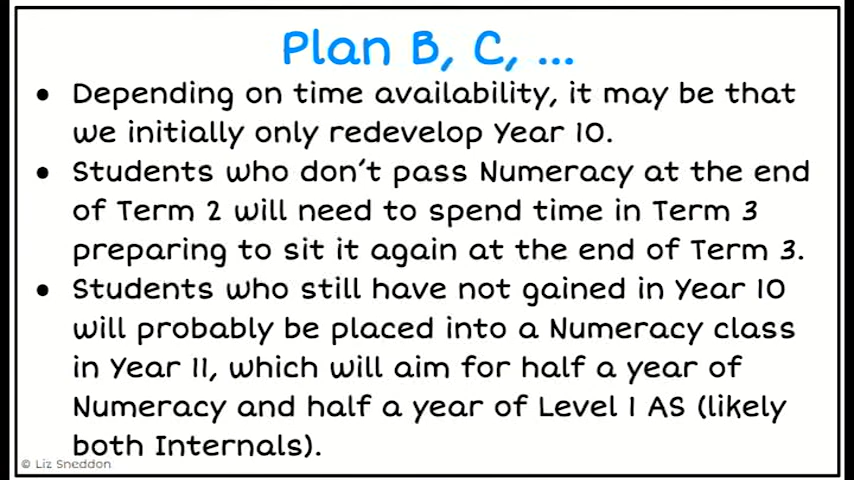 Plan B, C, ...
• Depending on time availability, it may be that
we initially only redevelop Year 10.
• Students who don't pass Numeracy at the end
of Term 2 will need to spend time in Term 3
preparing to sit it again at the end of Term 3.
• Students who still have not gained in Year 10
will probably be placed into a Numeracy class
in Year 11, which will aim for half a year of
Numeracy and half a year of Level 1 AS (likely
both Internals).
© Liz Sneddon